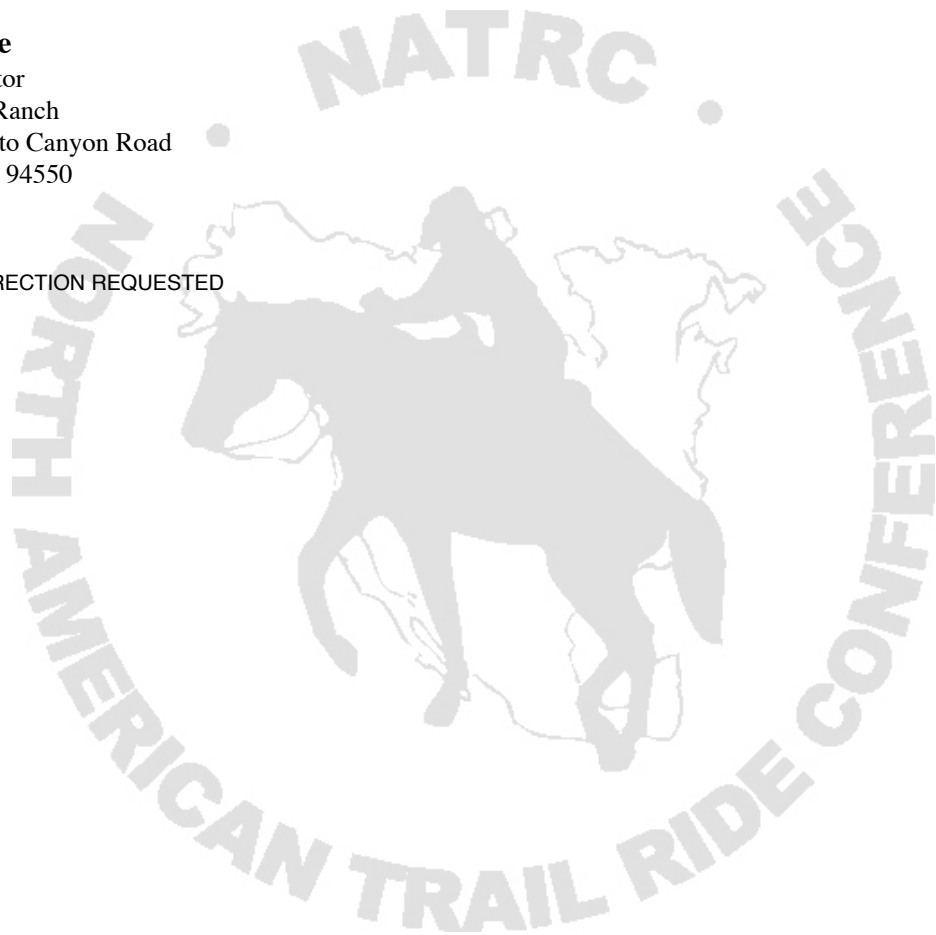 NATRC
e
tor
Ranch
to Canyon Road
94550
RECTION REQUESTED
NORTH AMERICAN TRAIL RIDE CONFERENCE